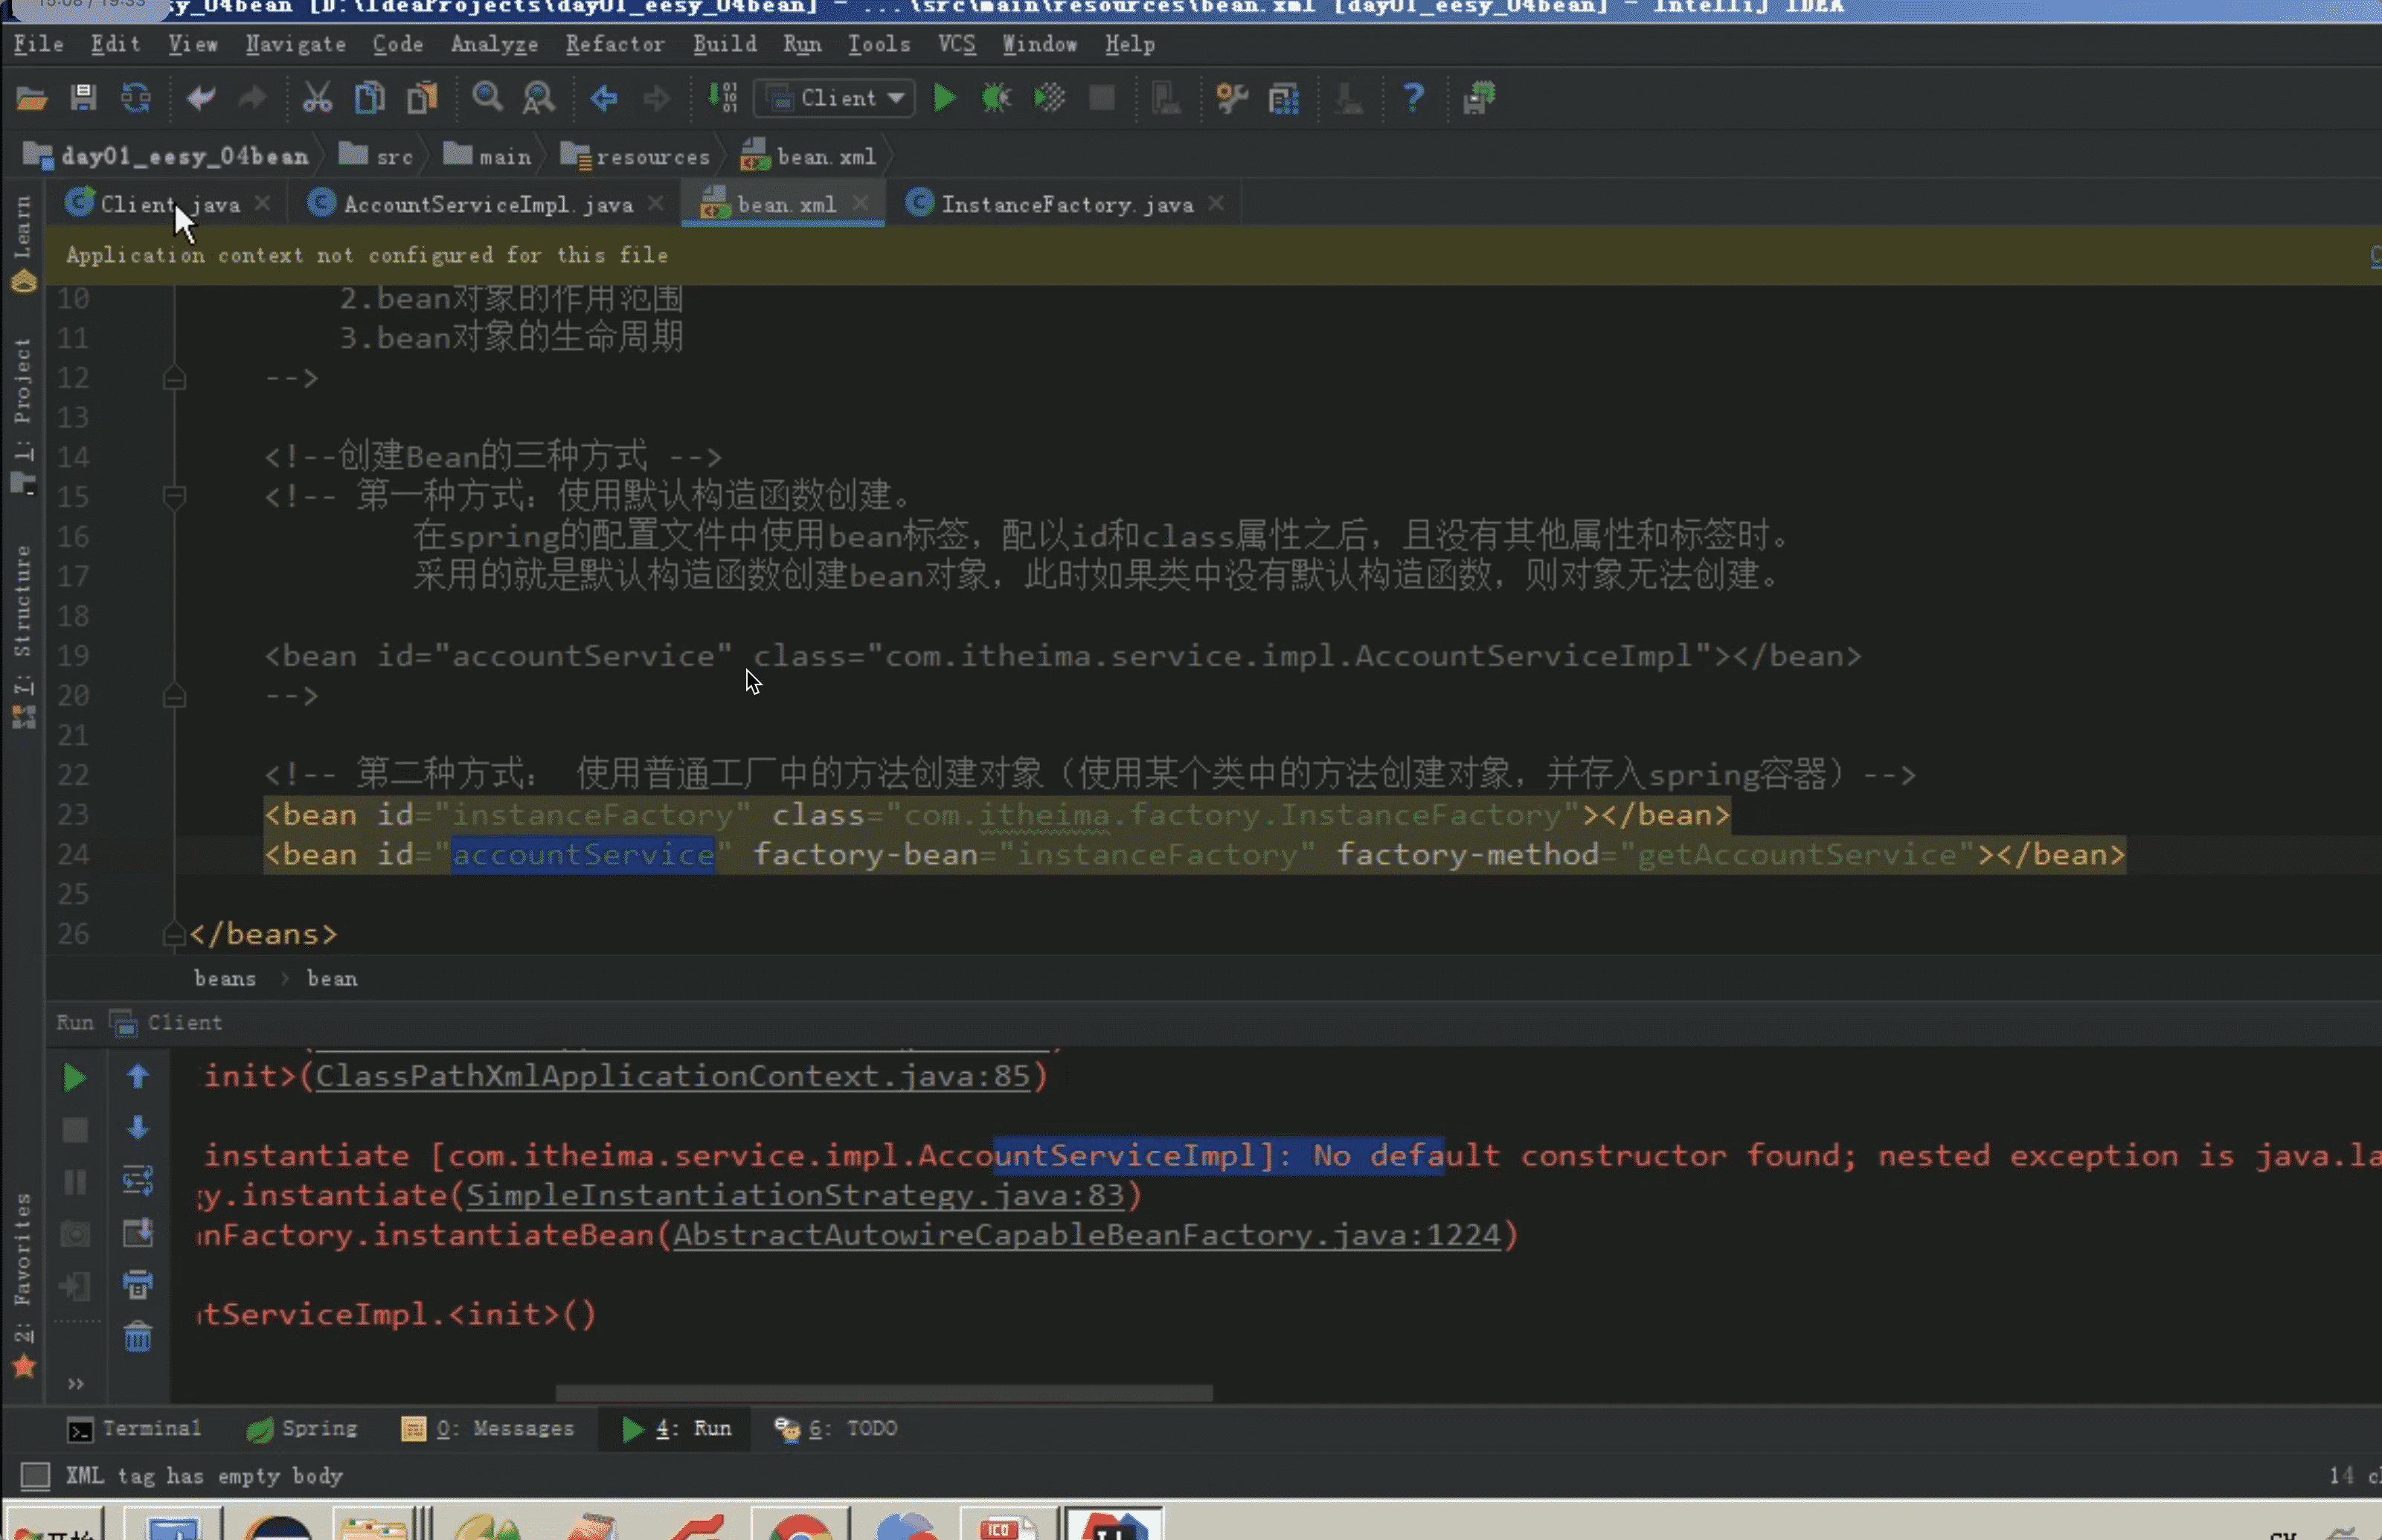 15:08 / 19:33
sy_04bean [D:\IdeaProjects\day01_eesy_04bean] - ...\src\main\resources\bean.xml [day01_eesy_04bean] - IntelliJ IDEA
File Edit View Navigate Code Analyze Refactor Build Run Tools VCS Window Help
Client
day01_eesy_04bean src main resources bean.xml
Client.java AccountServiceImpl.java bean.xml InstanceFactory.java
Application context not configured for this file
Learn
1: Project
7: Structure
2: Favorites
10 2.bean对象的作用范围
11 3.bean对象的生命周期
12 -->
13
14 <!--创建Bean的三种方式 -->
15 <!-- 第一种方式：使用默认构造函数创建。
16 在spring的配置文件中使用bean标签，配以id和class属性之后，且没有其他属性和标签时。
17 采用的就是默认构造函数创建bean对象，此时如果类中没有默认构造函数，则对象无法创建。
18
19 <bean id="accountService" class="com.itheima.service.impl.AccountServiceImpl"></bean>
20 -->
21
22 <!-- 第二种方式： 使用普通工厂中的方法创建对象（使用某个类中的方法创建对象，并存入spring容器）-->
23 <bean id="instanceFactory" class="com.itheima.factory.InstanceFactory"></bean>
24 <bean id="accountService" factory-bean="instanceFactory" factory-method="getAccountService"></bean>
25
26 </beans>
beans > bean
Run Client
init>(ClassPathXmlApplicationContext.java:85)
instantiate [com.itheima.service.impl.AccountServiceImpl]: No default constructor found; nested exception is java.la
y.instantiate(SimpleInstantiationStrategy.java:83)
nFactory.instantiateBean(AbstractAutowireCapableBeanFactory.java:1224)
tServiceImpl.<init>()
Terminal Spring 0: Messages 4: Run 6: TODO
XML tag has empty body
14 c
开始
ICO